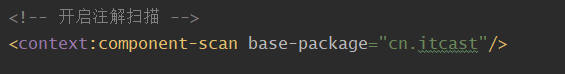 <!-- 开启注解扫描 -->
<context:component-scan base-package="cn.itcast"/>